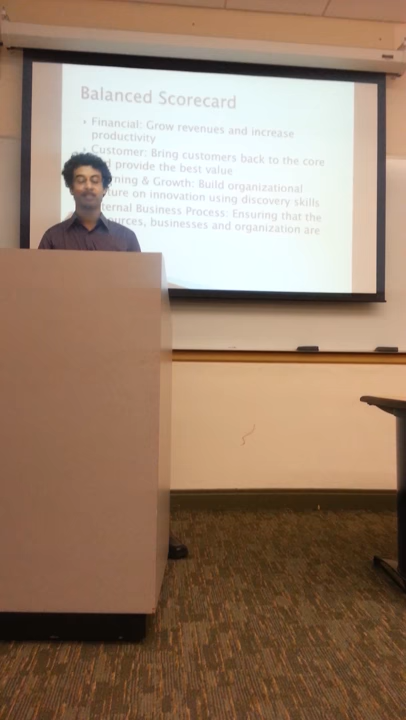 Balanced Scorecard
Financial: Grow revenues and increase
productivity
Customer: Bring customers back to the core
provide the best value
& Growth: Build organizational
on innovation using discovery skills
Business Process: Ensuring that the
businesses and organization are